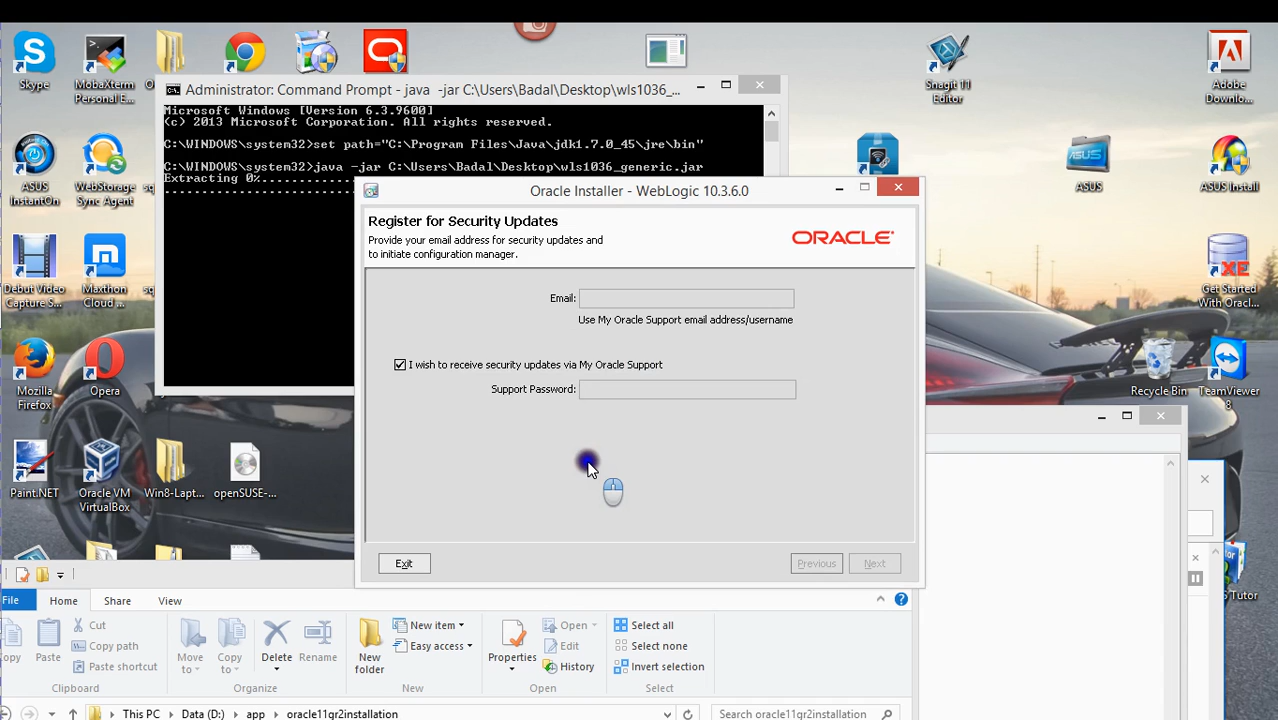 Skype
MobaXterm
Personal E...
Snagit 11
Editor
Adobe
Downlo...
Administrator: Command Prompt - java -jar C:\Users\Badal\Desktop\wls1036_...
Microsoft Windows [Version 6.3.9600]
(c) 2013 Microsoft Corporation. All rights reserved.
C:\WINDOWS\system32>set path="C:\Program Files\Java\jdk1.7.0_45\jre\bin"
C:\WINDOWS\system32>java -jar C:\Users\Badal\Desktop\wls1036_generic.jar
Extracting 0%
ASUS
InstantOn
WebStorage
Sync Agent
ASUS
ASUS
ASUS Install
Oracle Installer - WebLogic 10.3.6.0
Register for Security Updates
Provide your email address for security updates and
to initiate configuration manager.
ORACLE
Email:
Use My Oracle Support email address/username
I wish to receive security updates via My Oracle Support
Support Password:
Exit
Previous
Next
Debut Video
Capture S...
Maxthon
Cloud ...
XE
Get Started
With Oracl...
Mozilla
Firefox
Opera
Recycle Bin
TeamViewer
8
Paint.NET
Oracle VM
VirtualBox
Win8-Lapt...
openSUSE-...
Tutor
File
Home
Share
View
Cut
Copy path
Paste shortcut
Paste
Clipboard
Move
to
Copy
to
Delete
Rename
Organize
New
folder
New item
Easy access
New
Properties
Open
Edit
History
Open
Select all
Select none
Invert selection
Select
This PC
Data (D:)
app
oracle11gr2installation
Search oracle11gr2installation